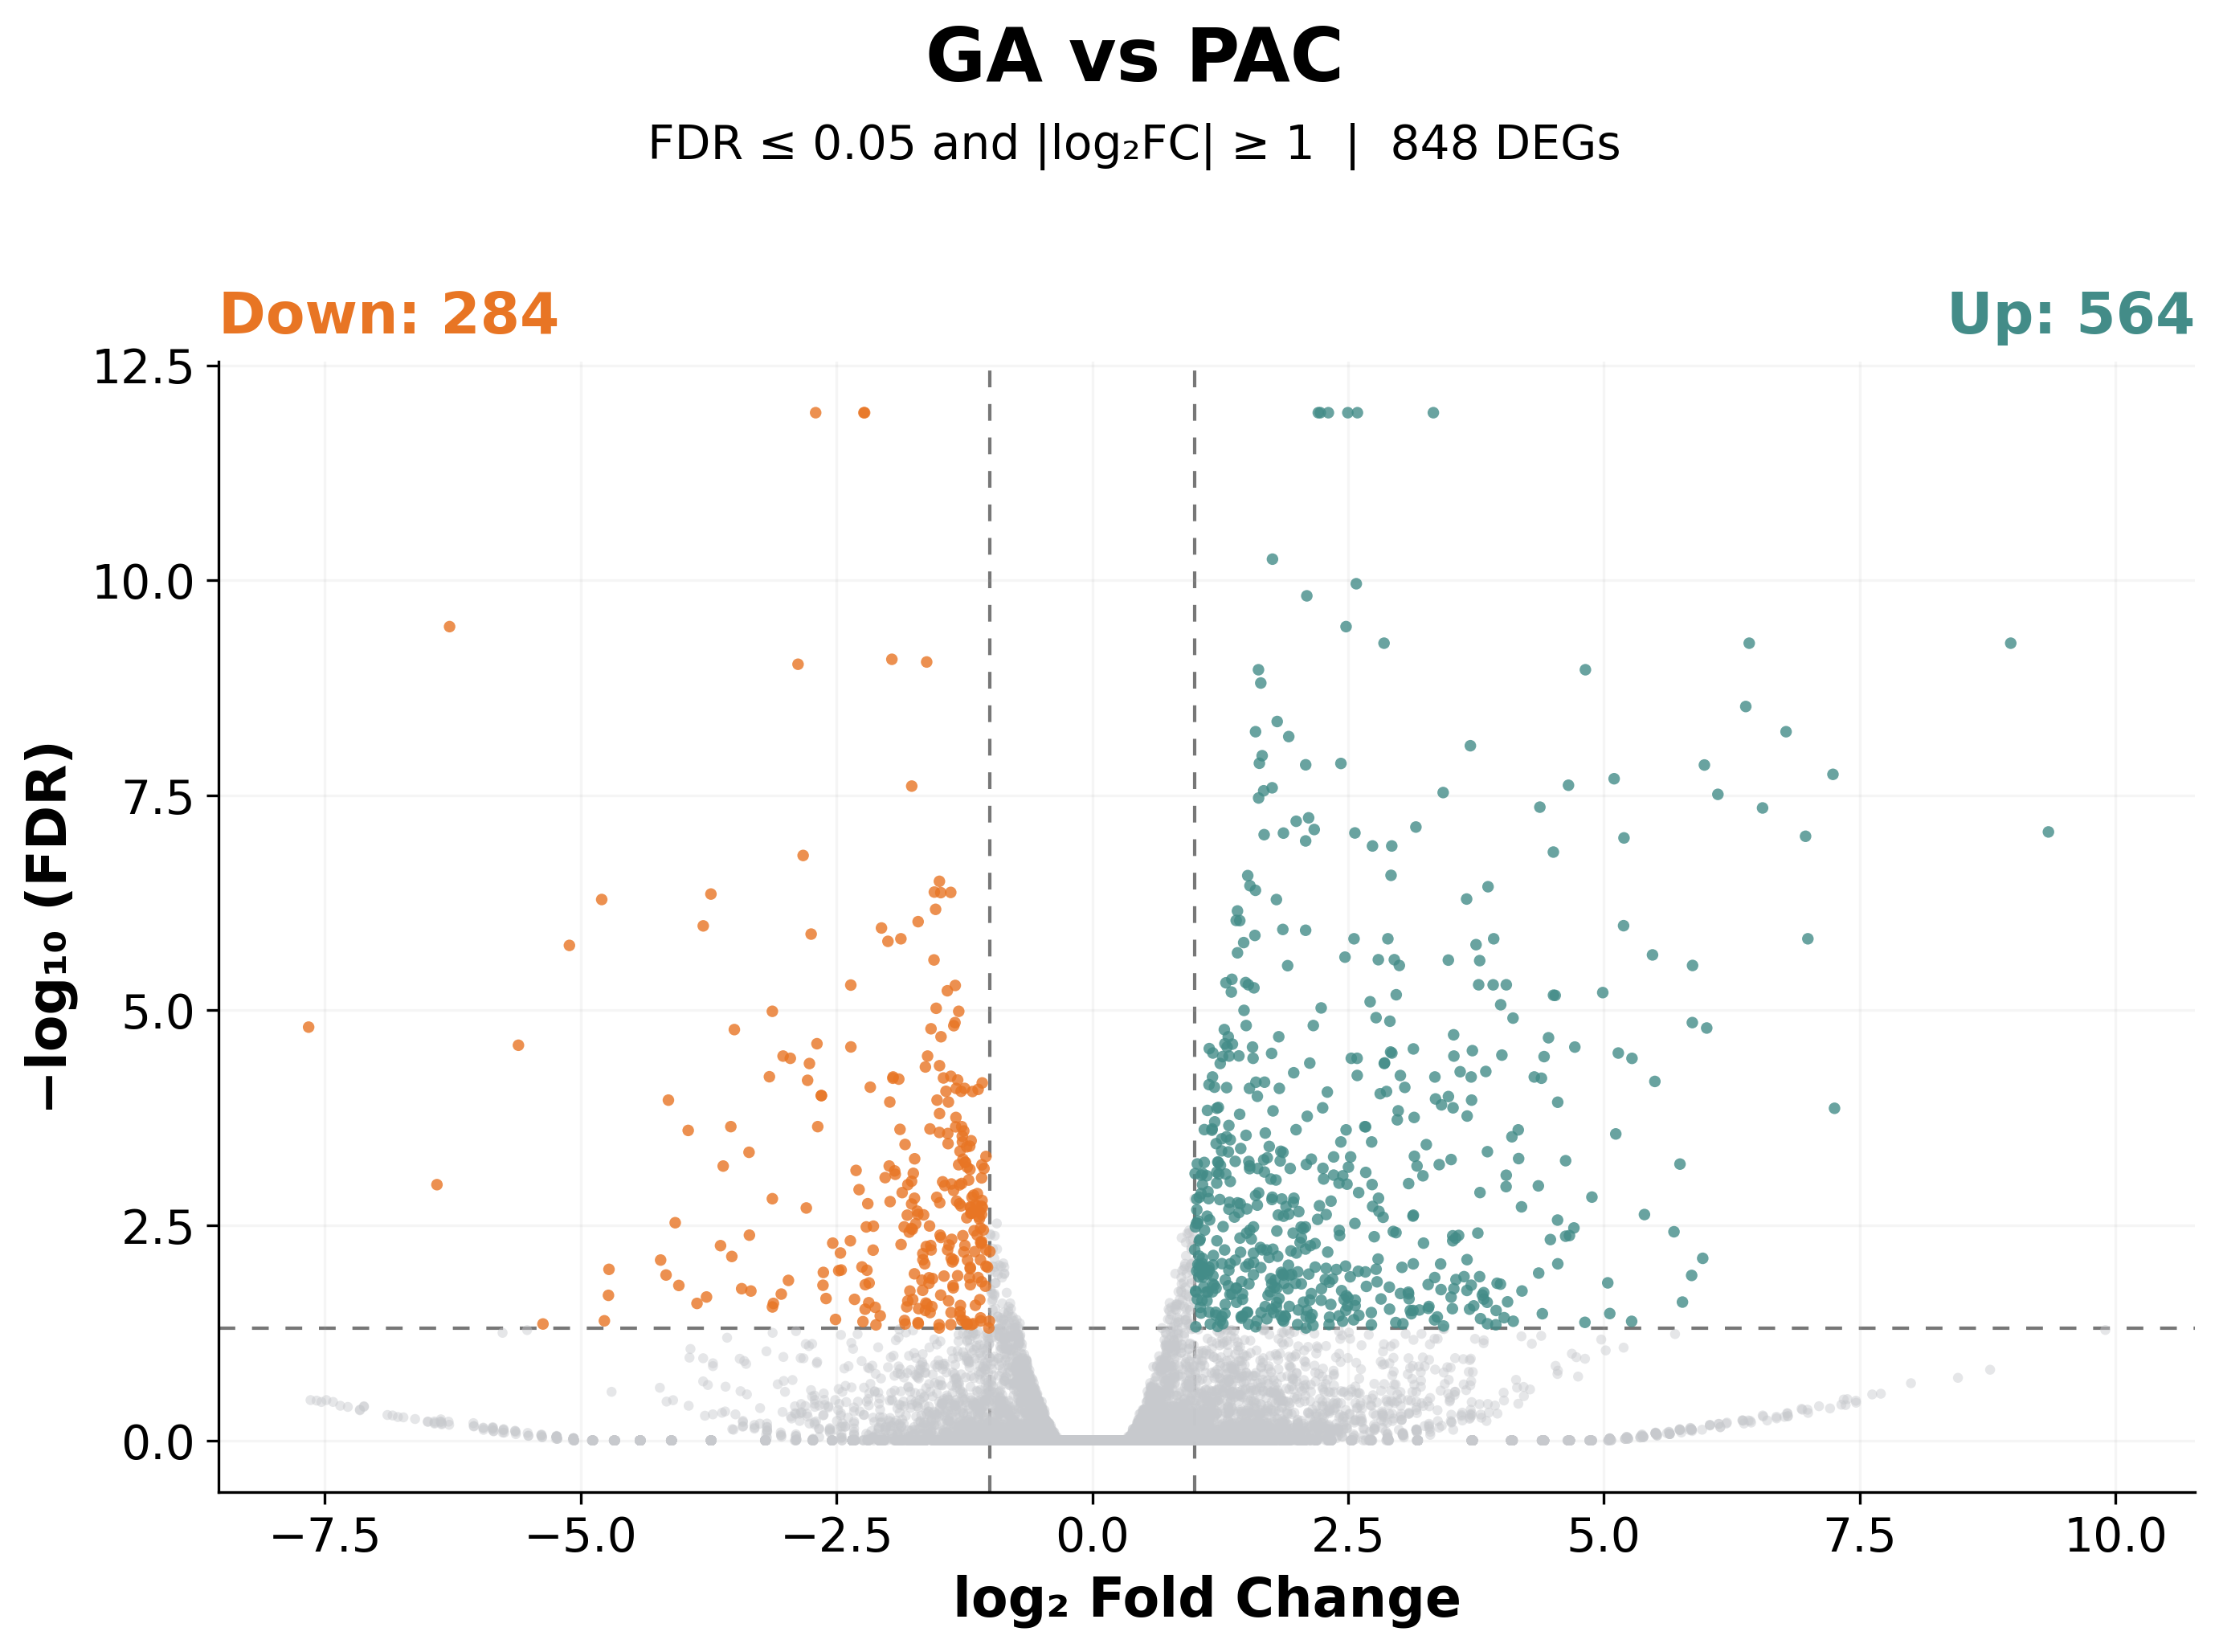 GA vs PAC
FDR ≤ 0.05 and |log₂FC| ≥ 1 | 848 DEGs
Down: 284
Up: 564
12.5
10.0
7.5
5.0
2.5
0.0
−log₁₀ (FDR)
−7.5
−5.0
−2.5
0.0
2.5
5.0
7.5
10.0
log₂ Fold Change